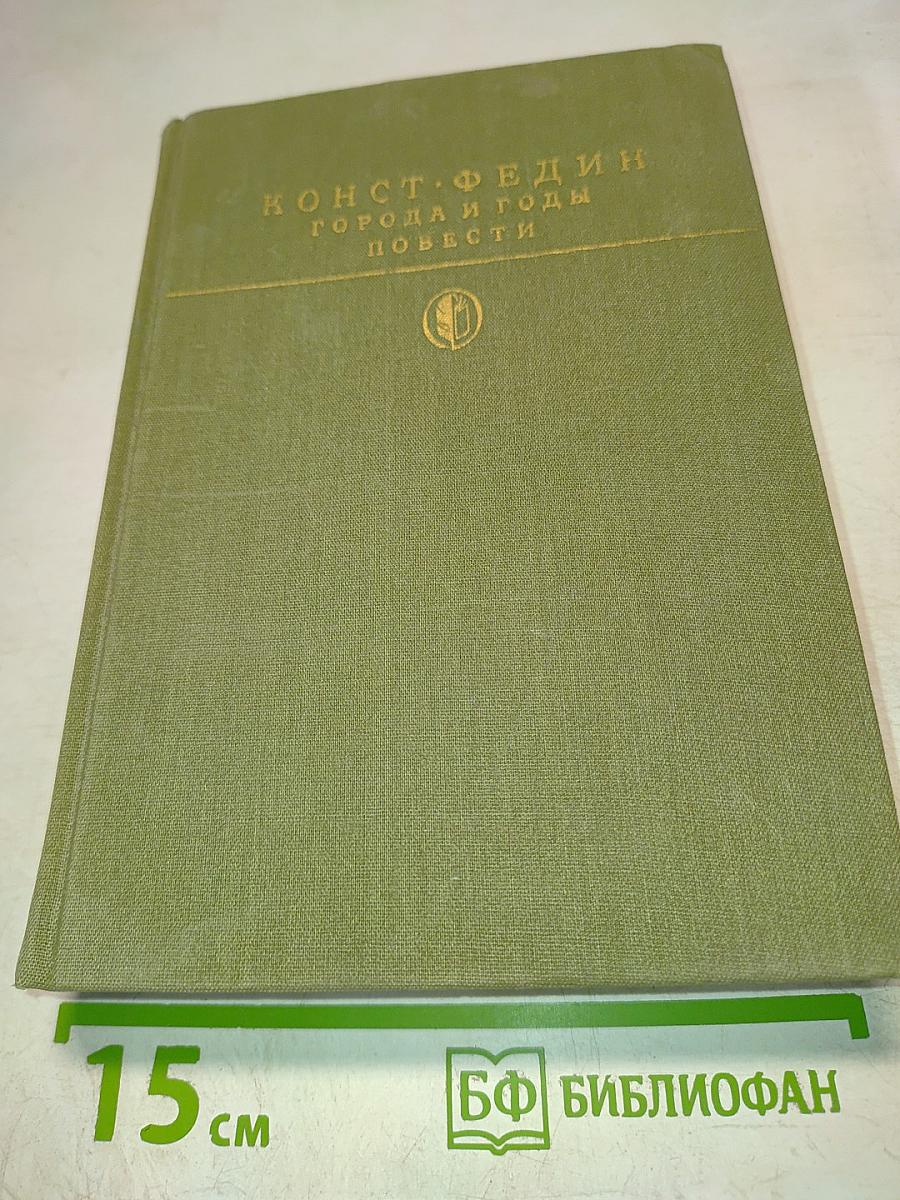 КОНСТ·ФЕДИН
ГОРОДА И ГОДЫ
ПОВЕСТИ
15 см
БФ БИБЛИОФАН